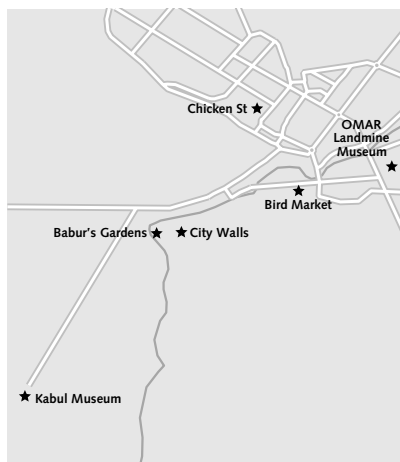 Chicken St
OMAR
Landmine
Museum
Bird Market
Babur's Gardens
City Walls
Kabul Museum